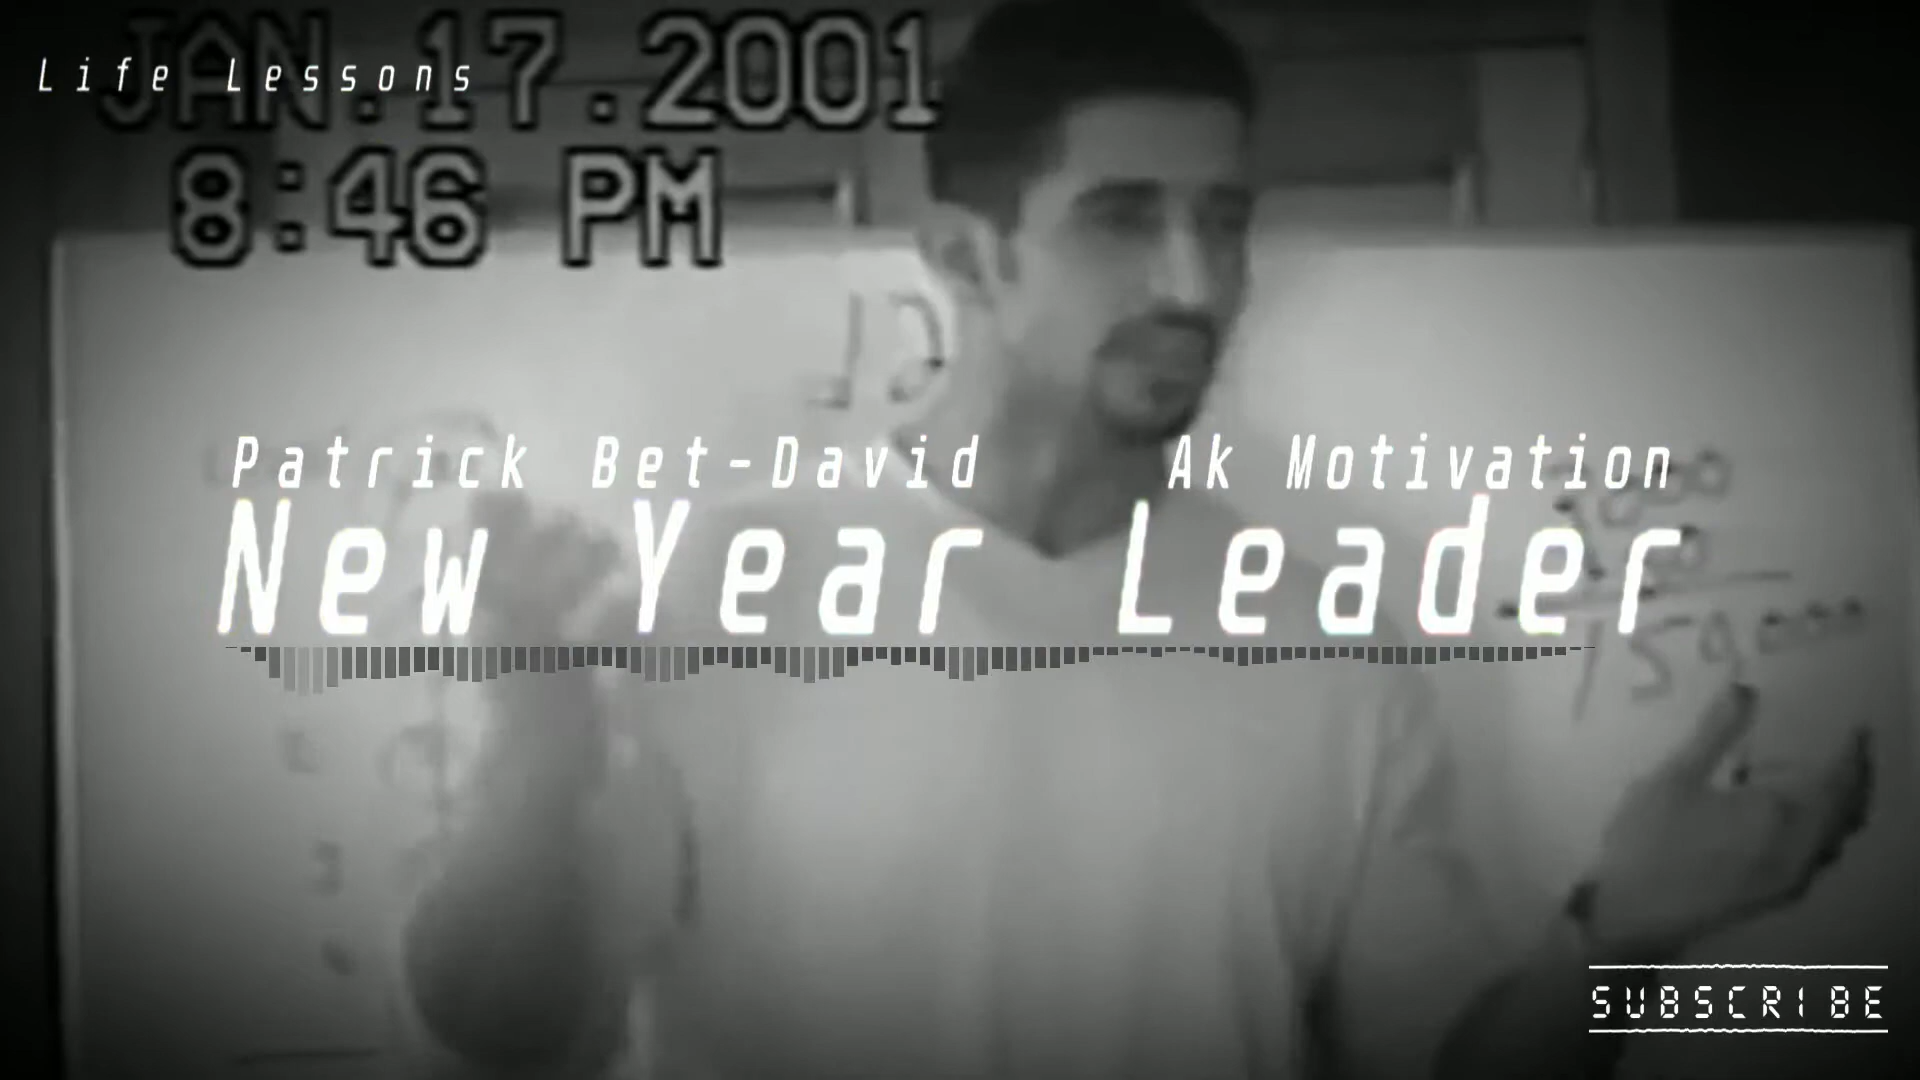 JAN.17.2001
Life Lessons
8:46 PM
Patrick Bet-David Ak Motivation
New Year Leader
SUBSCRIBE